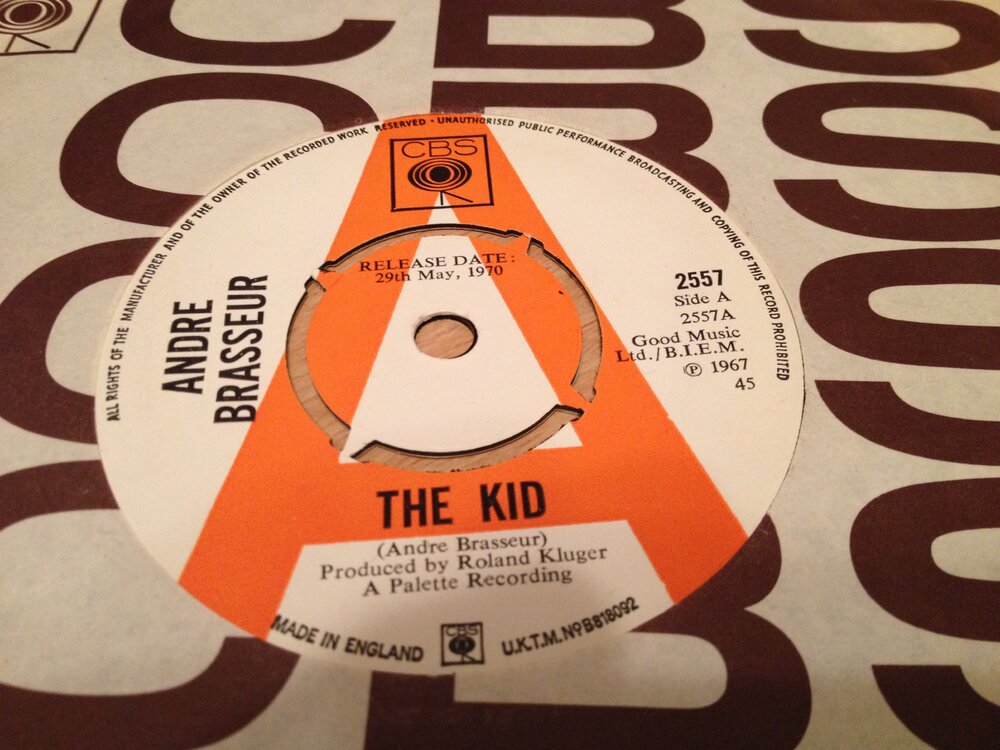 CBS
ALL RIGHTS OF THE MANUFACTURER AND OF THE OWNER OF THE RECORDED WORK RESERVED · UNAUTHORISED PUBLIC PERFORMANCE BROADCASTING AND COPYING OF THIS RECORD PROHIBITED
CBS
A
RELEASE DATE:
29th May, 1970
ANDRE
BRASSEUR
2557
Side A
2557A
Good Music
Ltd./B.I.E.M.
℗ 1967
45
THE KID
(Andre Brasseur)
Produced by Roland Kluger
A Palette Recording
MADE IN ENGLAND
CBS
U.K.T.M. №B818092